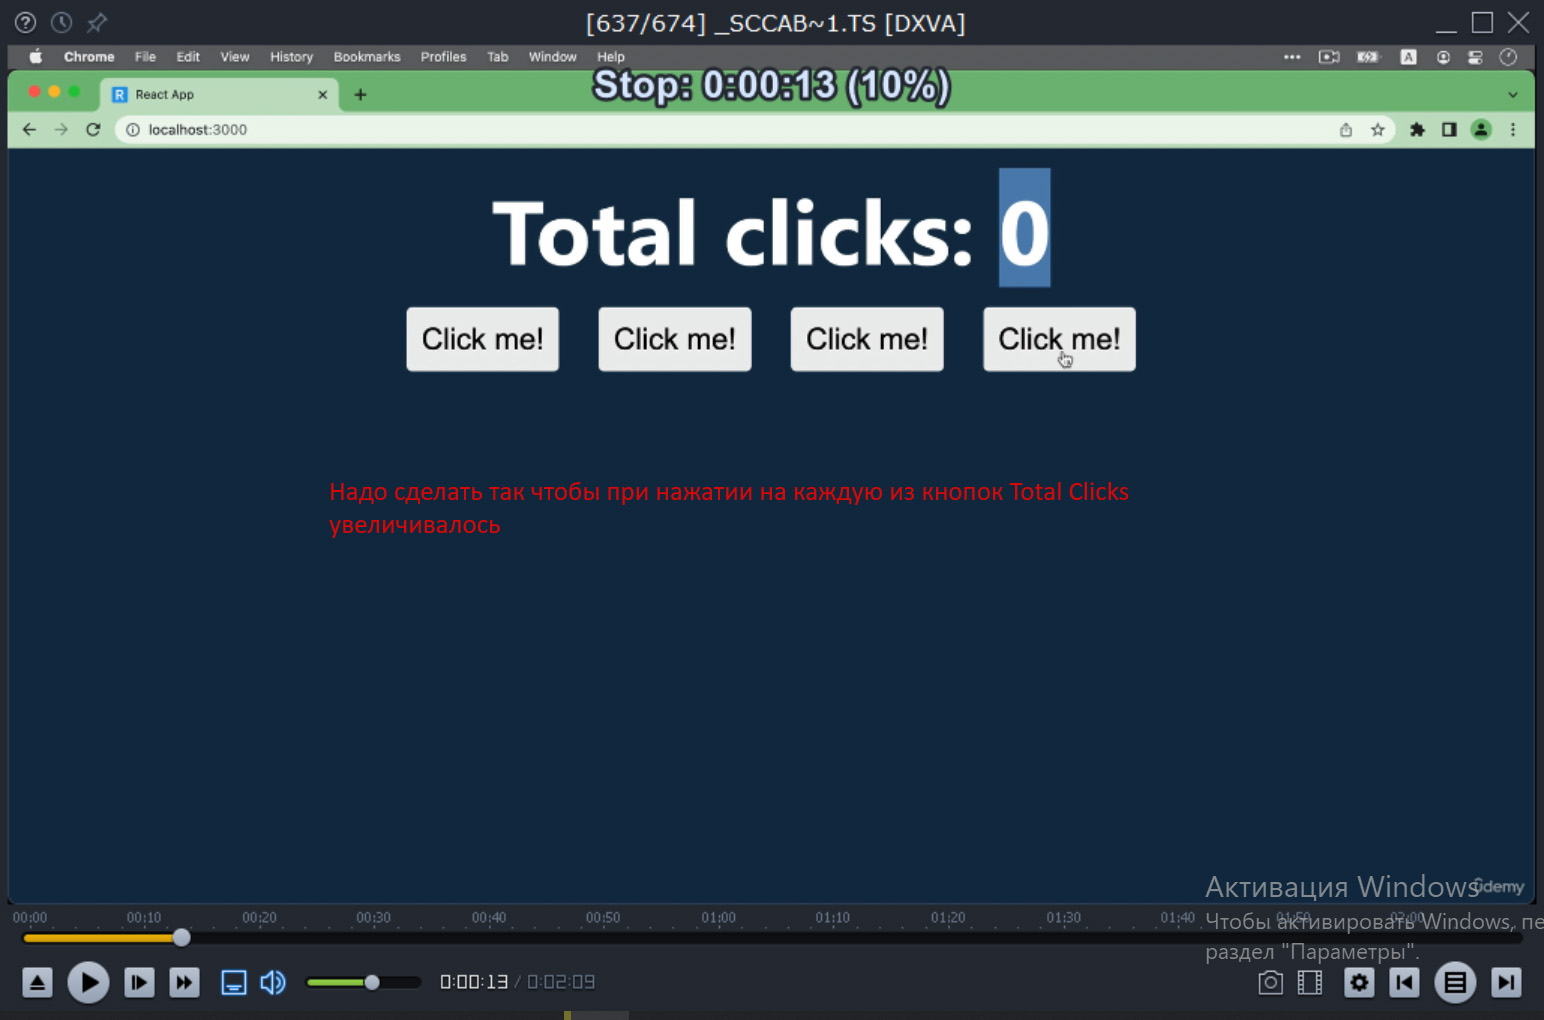 [637/674] _SCCAB~1.TS [DXVA]
Chrome File Edit View History Bookmarks Profiles Tab Window Help
A
Stop: 0:00:13 (10%)
R React App
localhost:3000
Total clicks: 0
Click me! Click me! Click me! Click me!
Надо сделать так чтобы при нажатии на каждую из кнопок Total Clicks
увеличивалось
Активация Windows
ûdemy
Чтобы активировать Windows, пе
раздел "Параметры".
00:00 00:10 00:20 00:30 00:40 00:50 01:00 01:10 01:20 01:30 01:40 01:50 02:00
0:00:13 / 0:02:09